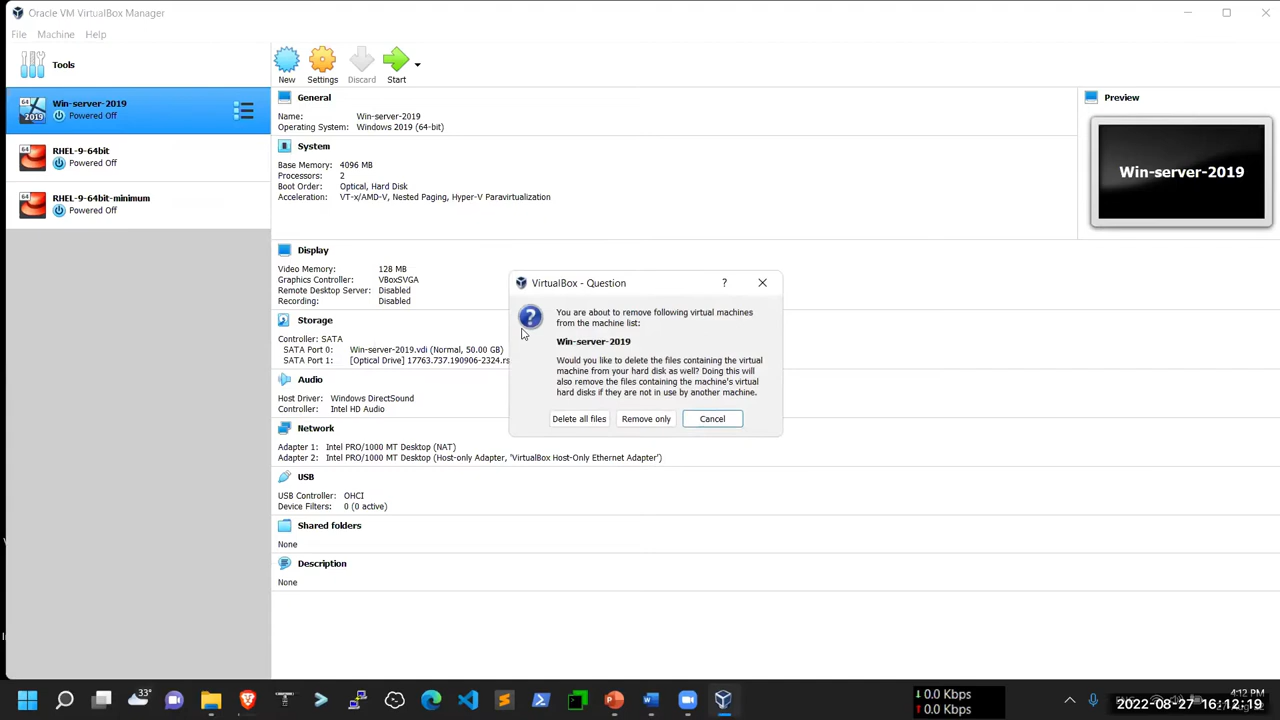 Oracle VM VirtualBox Manager
File Machine Help
Tools
New Settings Discard Start
64 2019 Win-server-2019
Powered Off
64 RHEL-9-64bit
Powered Off
64 RHEL-9-64bit-minimum
Powered Off
General
Name: Win-server-2019
Operating System: Windows 2019 (64-bit)
System
Base Memory: 4096 MB
Processors: 2
Boot Order: Optical, Hard Disk
Acceleration: VT-x/AMD-V, Nested Paging, Hyper-V Paravirtualization
Preview
Win-server-2019
Display
Video Memory: 128 MB
Graphics Controller: VBoxSVGA
Remote Desktop Server: Disabled
Recording: Disabled
Storage
Controller: SATA
SATA Port 0: Win-server-2019.vdi (Normal, 50.00 GB)
SATA Port 1: [Optical Drive] 17763.737.190906-2324.rs
Audio
Host Driver: Windows DirectSound
Controller: Intel HD Audio
Network
Adapter 1: Intel PRO/1000 MT Desktop (NAT)
Adapter 2: Intel PRO/1000 MT Desktop (Host-only Adapter, 'VirtualBox Host-Only Ethernet Adapter')
USB
USB Controller: OHCI
Device Filters: 0 (0 active)
Shared folders
None
Description
None
VirtualBox - Question
You are about to remove following virtual machines
from the machine list:
Win-server-2019
Would you like to delete the files containing the virtual
machine from your hard disk as well? Doing this will
also remove the files containing the machine's virtual
hard disks if they are not in use by another machine.
Delete all files Remove only Cancel
33°
0.0 Kbps
0.0 Kbps
4:12 PM
2022-08-27 16:12:19